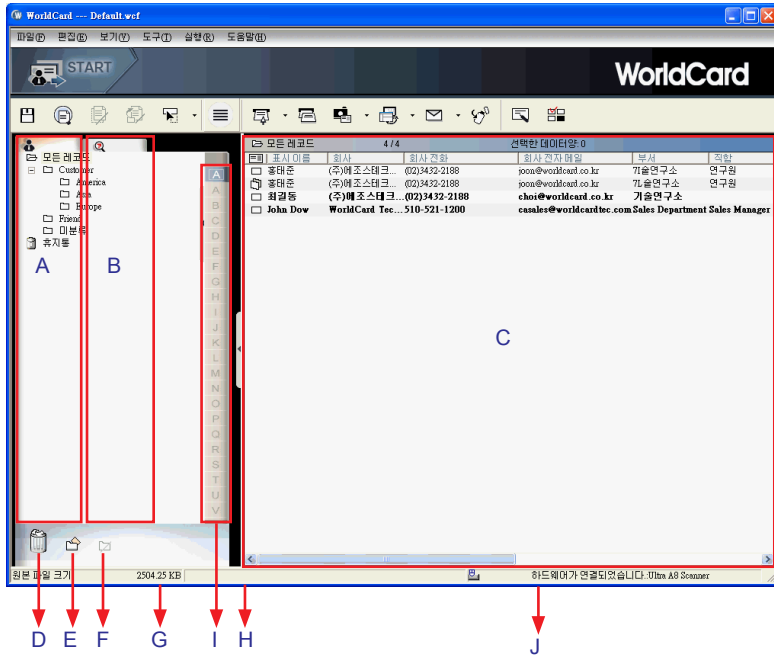 WorldCard --- Default.wcf
파일(F) 편집(E) 보기(V) 도구(T) 실행(R) 도움말(H)
START
WorldCard
모든 레코드
Customer
America
Asia
Europe
Friend
미분류
휴지통
A
B
A
A
B
C
D
E
F
G
H
I
J
K
L
M
N
O
P
Q
R
S
T
U
V
모든 레코드 4 / 4 선택한 데이터양: 0
표시 이름 회사 회사 전화 회사 전자 메일 부서 직함
홍태준 (주)에조스테크... (02)3432-2188 joon@worldcard.co.kr 기술연구소 연구원
홍태준 (주)에조스테크... (02)3432-2188 joon@worldcard.co.kr 기술연구소 연구원
최길동 (주)에조스테크...(02)3432-2188 choi@worldcard.co.kr 기술연구소
John Dow WorldCard Tec... 510-521-1200 casales@worldcardtec.com Sales Department Sales Manager
C
원본 파일 크기 2504.25 KB 하드웨어가 연결되었습니다.:Ultra A8 Scanner
D E F G I H J